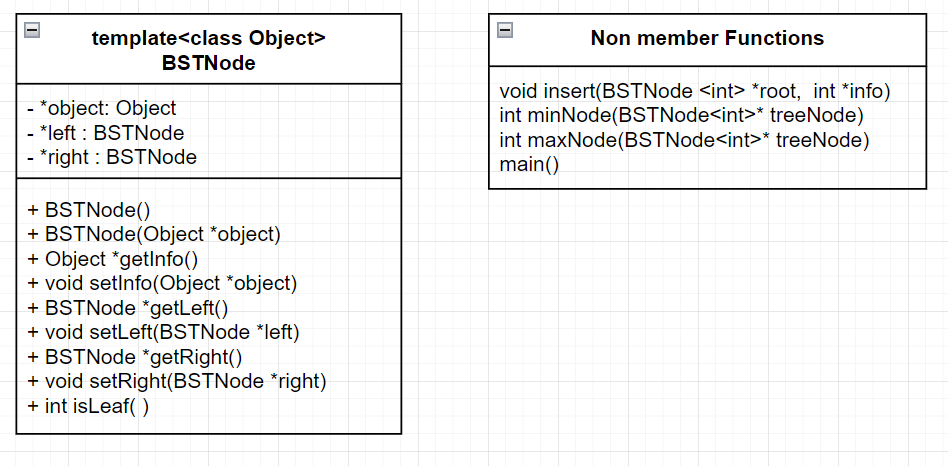 template<class Object>
BSTNode
- *object: Object
- *left : BSTNode
- *right : BSTNode
+ BSTNode()
+ BSTNode(Object *object)
+ Object *getInfo()
+ void setInfo(Object *object)
+ BSTNode *getLeft()
+ void setLeft(BSTNode *left)
+ BSTNode *getRight()
+ void setRight(BSTNode *right)
+ int isLeaf( )
Non member Functions
void insert(BSTNode <int> *root,  int *info)
int minNode(BSTNode<int>* treeNode)
int maxNode(BSTNode<int>* treeNode)
main()